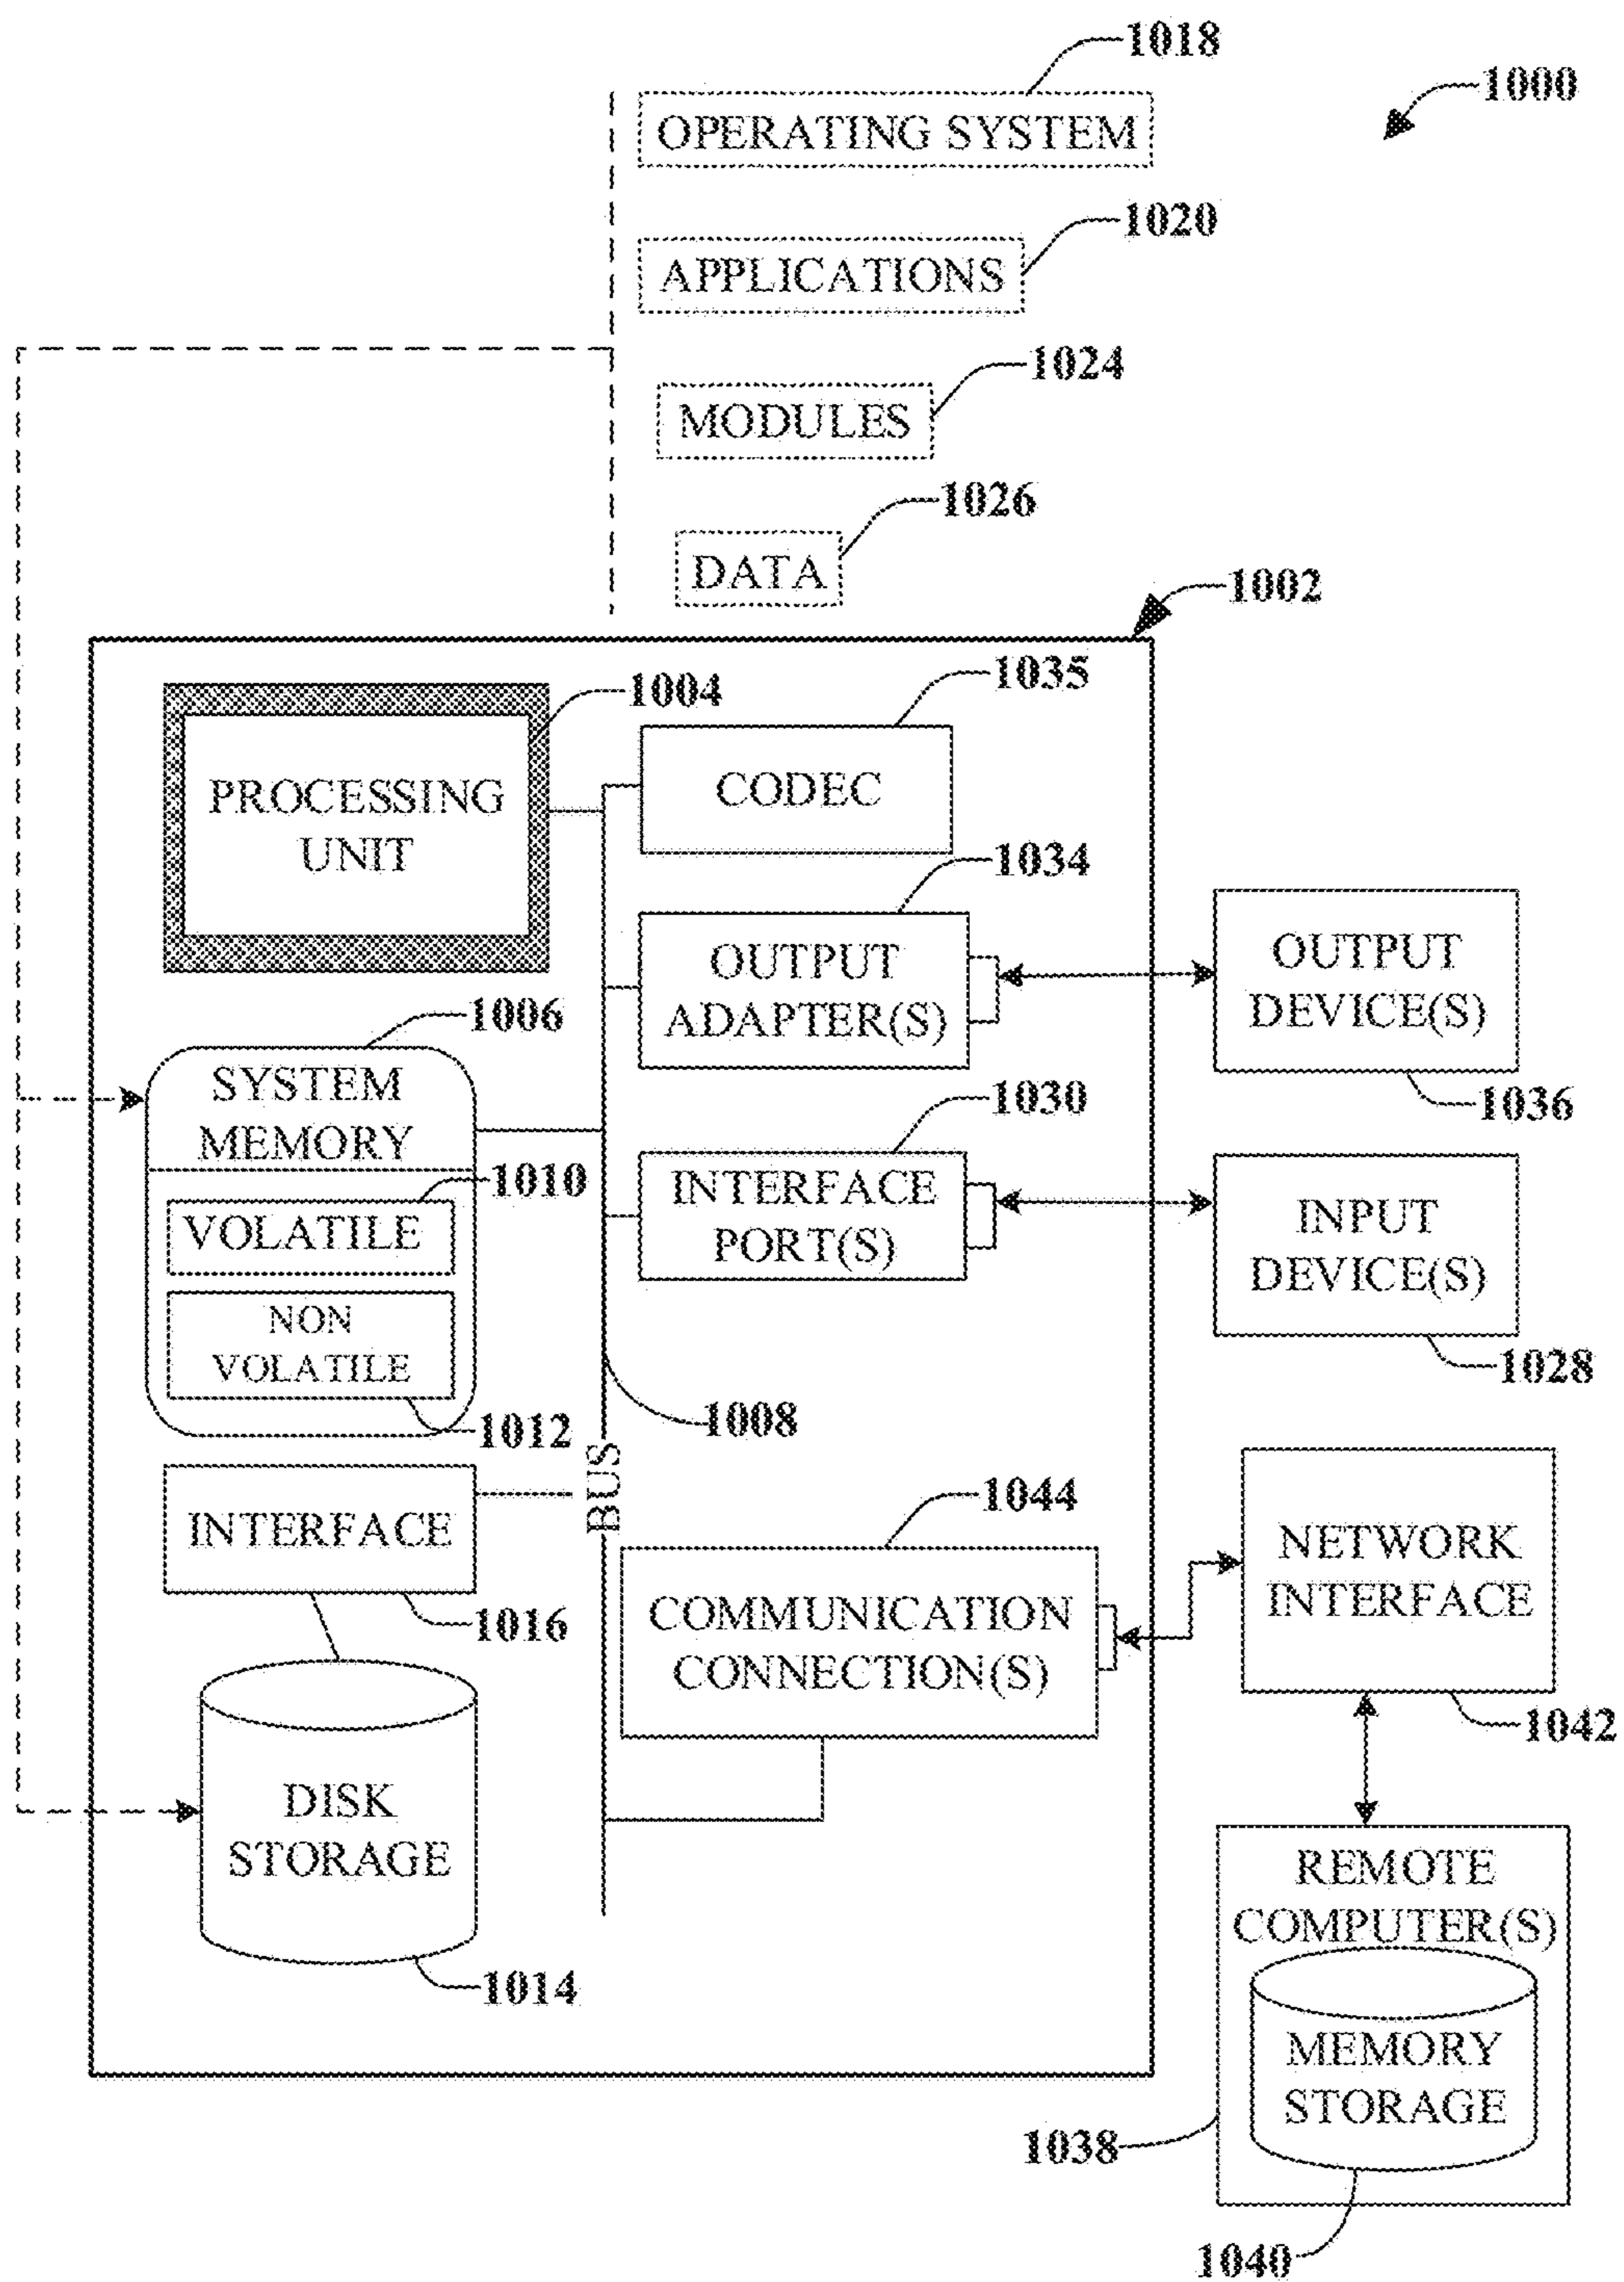 1018
1000
OPERATING SYSTEM
1020
APPLICATIONS
1024
MODULES
1026
DATA
1002
1035
1004
CODEC
PROCESSING
UNIT
1034
OUTPUT
ADAPTER(S)
OUTPUT
DEVICE(S)
1036
1006
SYSTEM
MEMORY
1010
VOLATILE
NON
VOLATILE
1012
1030
INTERFACE
PORT(S)
INPUT
DEVICE(S)
1028
1008
BUS
INTERFACE
1016
1044
COMMUNICATION
CONNECTION(S)
NETWORK
INTERFACE
1042
DISK
STORAGE
1014
REMOTE
COMPUTER(S)
MEMORY
STORAGE
1038
1040